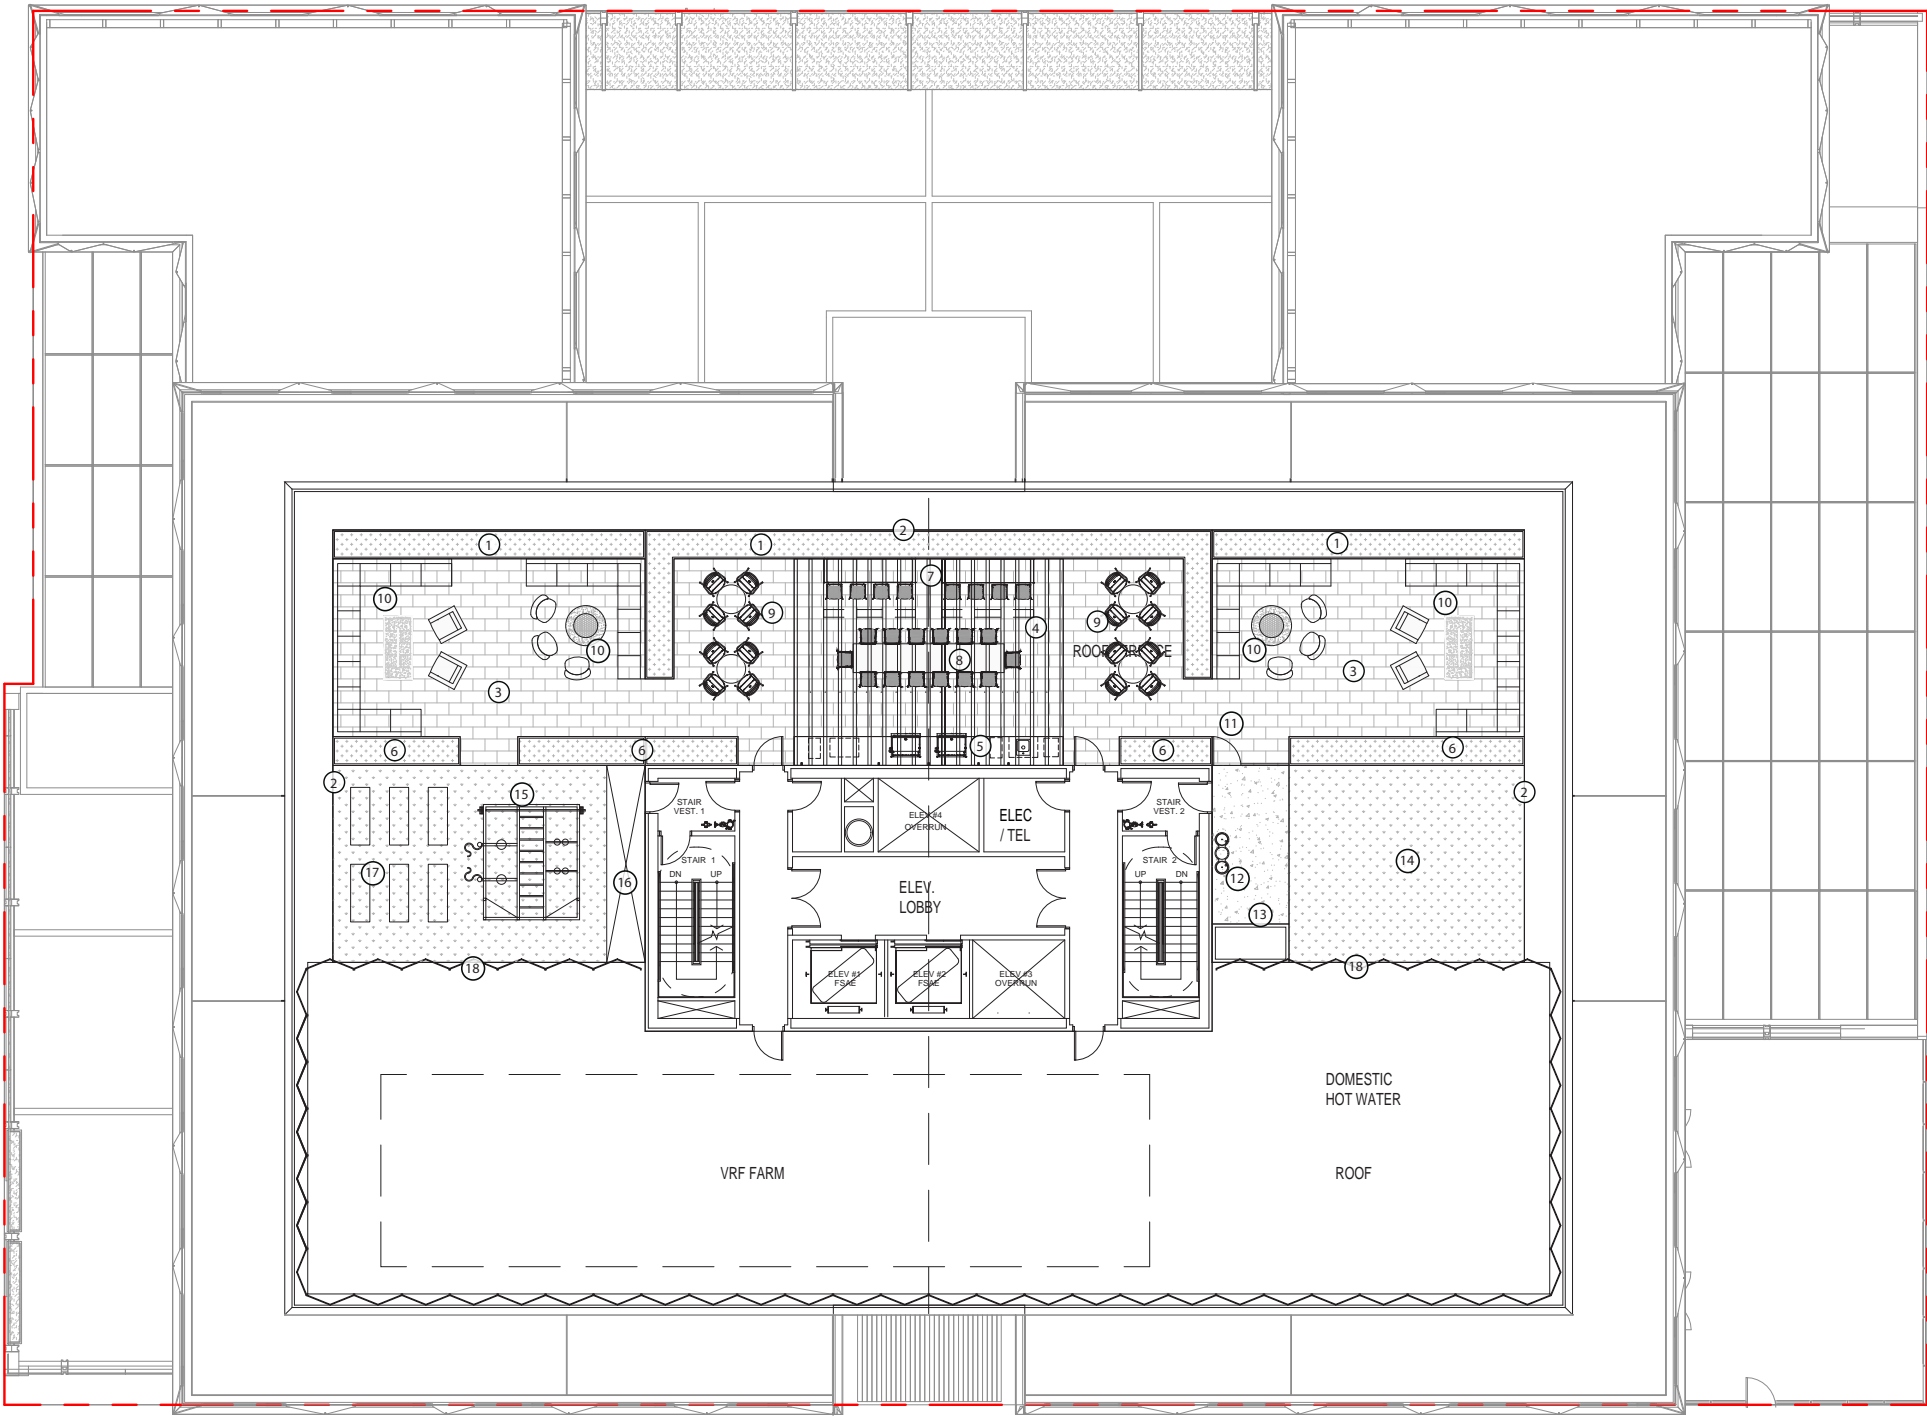 2
1
1
1
7
10
10
9
4
9
10
8
ROOF
10
3
3
11
6
6
5
6
6
2
2
15
STAIR
VEST. 1
ELEV #4
OVERRUN
ELEC
/ TEL
STAIR
VEST. 2
STAIR 1
DN UP
STAIR 2
UP DN
17
16
ELEV.
LOBBY
12
14
13
18
18
ELEV #1
FSAE
ELEV #2
FSAE
ELEV #3
OVERRUN
DOMESTIC
HOT WATER
VRF FARM
ROOF